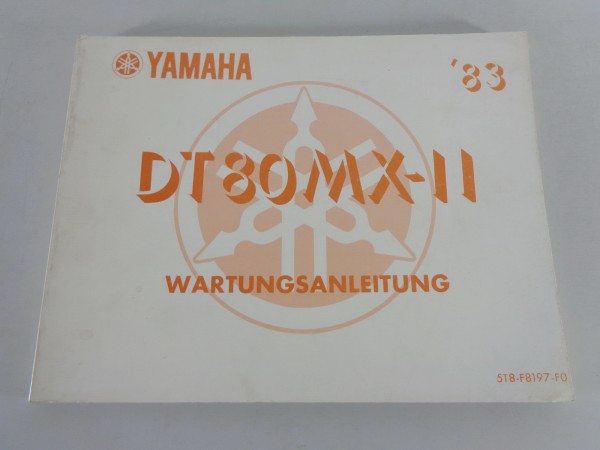 YAMAHA '83
DT80MX-II
WARTUNGSANLEITUNG
5T8-F8197-F0